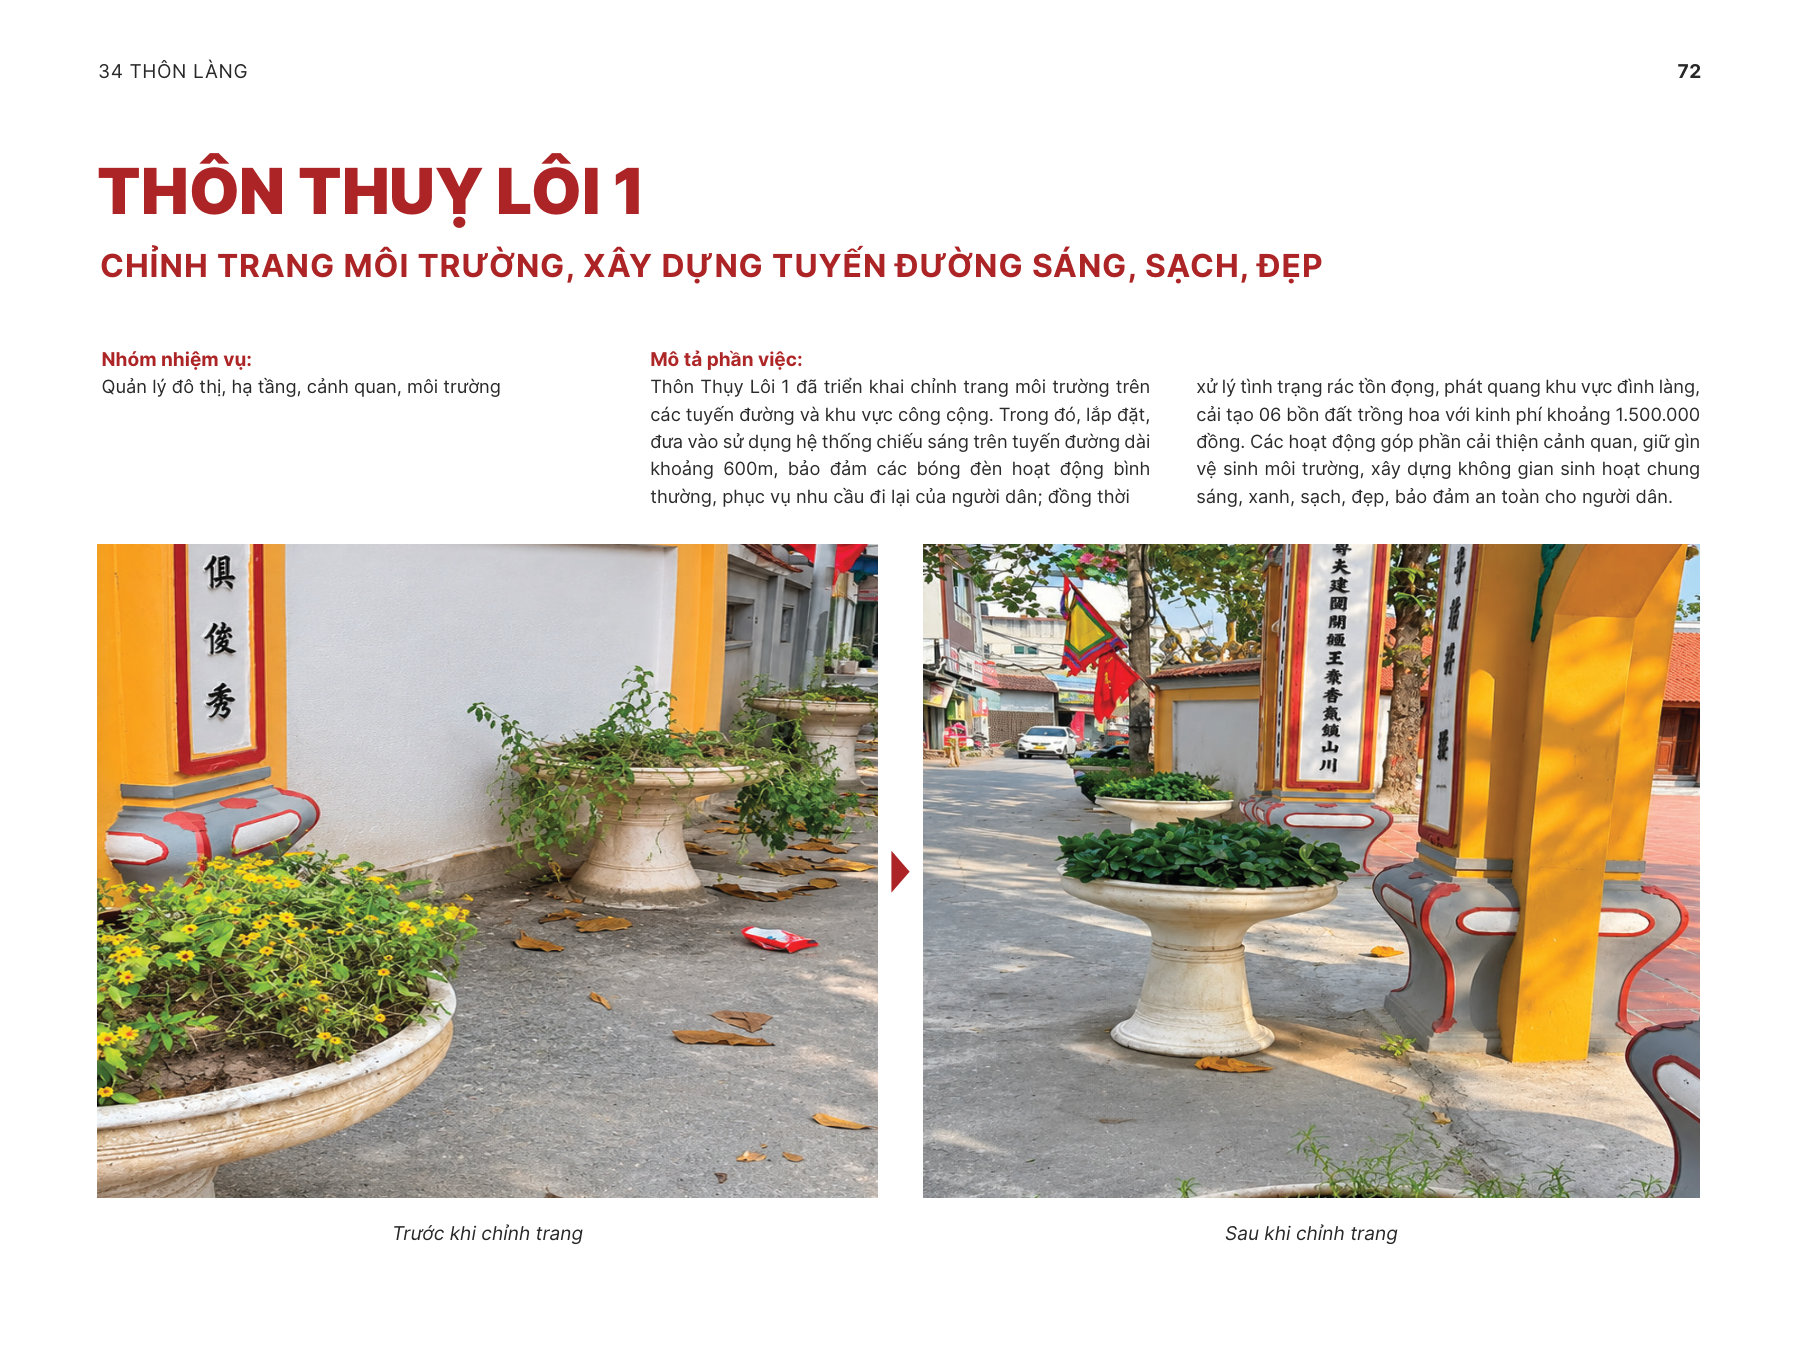 34 THÔN LÀNG
72
THÔN THUỴ LÔI 1
CHỈNH TRANG MÔI TRƯỜNG, XÂY DỰNG TUYẾN ĐƯỜNG SÁNG, SẠCH, ĐẸP
Nhóm nhiệm vụ:
Quản lý đô thị, hạ tầng, cảnh quan, môi trường
Mô tả phần việc:
Thôn Thụy Lôi 1 đã triển khai chỉnh trang môi trường trên
các tuyến đường và khu vực công cộng. Trong đó, lắp đặt,
đưa vào sử dụng hệ thống chiếu sáng trên tuyến đường dài
khoảng 600m, bảo đảm các bóng đèn hoạt động bình
thường, phục vụ nhu cầu đi lại của người dân; đồng thời
xử lý tình trạng rác tồn đọng, phát quang khu vực đình làng,
cải tạo 06 bồn đất trồng hoa với kinh phí khoảng 1.500.000
đồng. Các hoạt động góp phần cải thiện cảnh quan, giữ gìn
vệ sinh môi trường, xây dựng không gian sinh hoạt chung
sáng, xanh, sạch, đẹp, bảo đảm an toàn cho người dân.
俱俊秀
夫建
王
香
山川
Trước khi chỉnh trang
Sau khi chỉnh trang